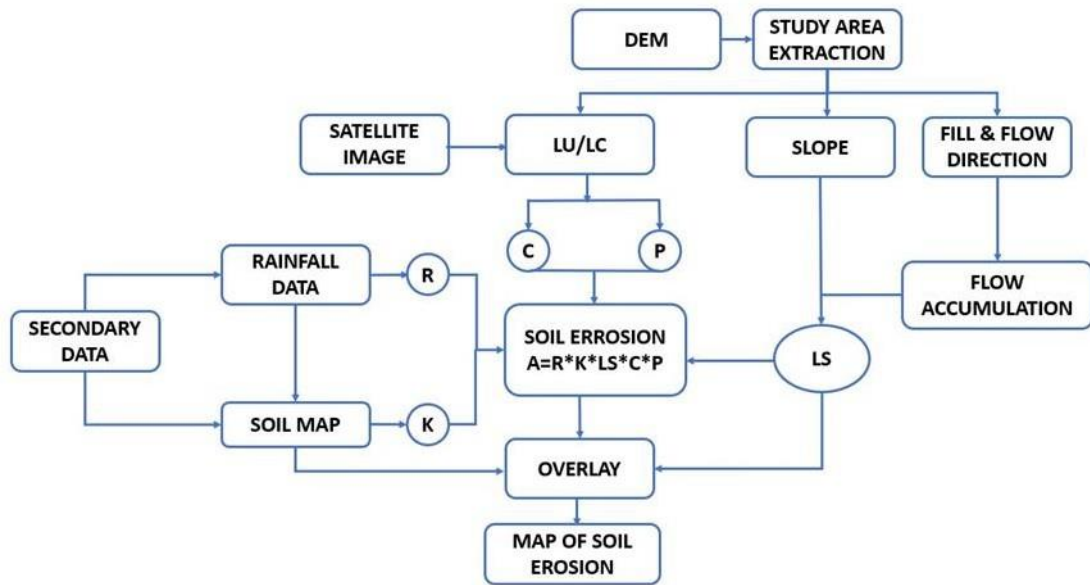 DEM
STUDY AREA
EXTRACTION
SATELLITE
IMAGE
LU/LC
SLOPE
FILL & FLOW
DIRECTION
C
P
RAINFALL
DATA
R
FLOW
ACCUMULATION
SECONDARY
DATA
SOIL ERROSION
A=R*K*LS*C*P
LS
SOIL MAP
K
OVERLAY
MAP OF SOIL
EROSION